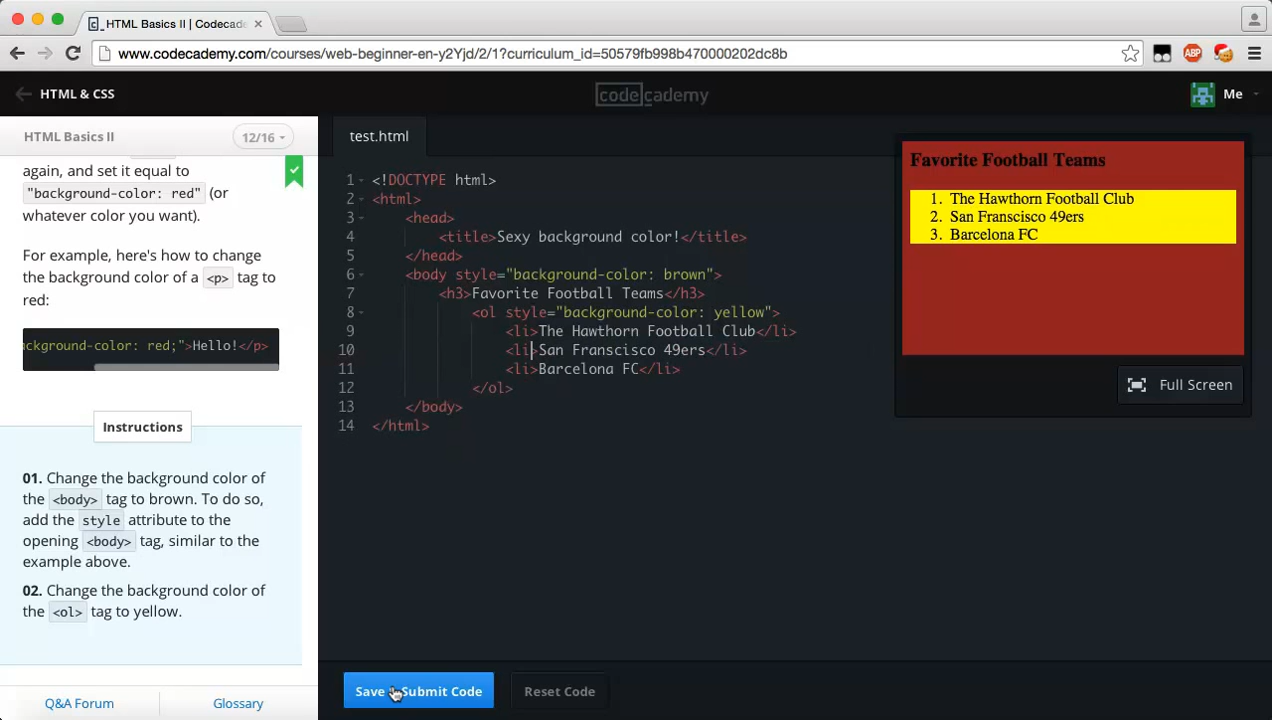 HTML Basics II | Codecade
www.codecademy.com/courses/web-beginner-en-y2Yjd/2/1?curriculum_id=50579fb998b470000202dc8b
ABP
HTML & CSS
codecademy
Me
HTML Basics II
12/16
again, and set it equal to
"background-color: red" (or
whatever color you want).
For example, here's how to change
the background color of a <p> tag to
red:
ckground-color: red;">Hello!</p>
Instructions
01. Change the background color of
the <body> tag to brown. To do so,
add the style attribute to the
opening <body> tag, similar to the
example above.
02. Change the background color of
the <ol> tag to yellow.
Q&A Forum
Glossary
test.html
1 <!DOCTYPE html>
2 <html>
3 <head>
4 <title>Sexy background color!</title>
5 </head>
6 <body style="background-color: brown">
7 <h3>Favorite Football Teams</h3>
8 <ol style="background-color: yellow">
9 <li>The Hawthorn Football Club</li>
10 <li>San Franscisco 49ers</li>
11 <li>Barcelona FC</li>
12 </ol>
13 </body>
14 </html>
Favorite Football Teams
1. The Hawthorn Football Club
2. San Franscisco 49ers
3. Barcelona FC
Full Screen
Save Submit Code
Reset Code